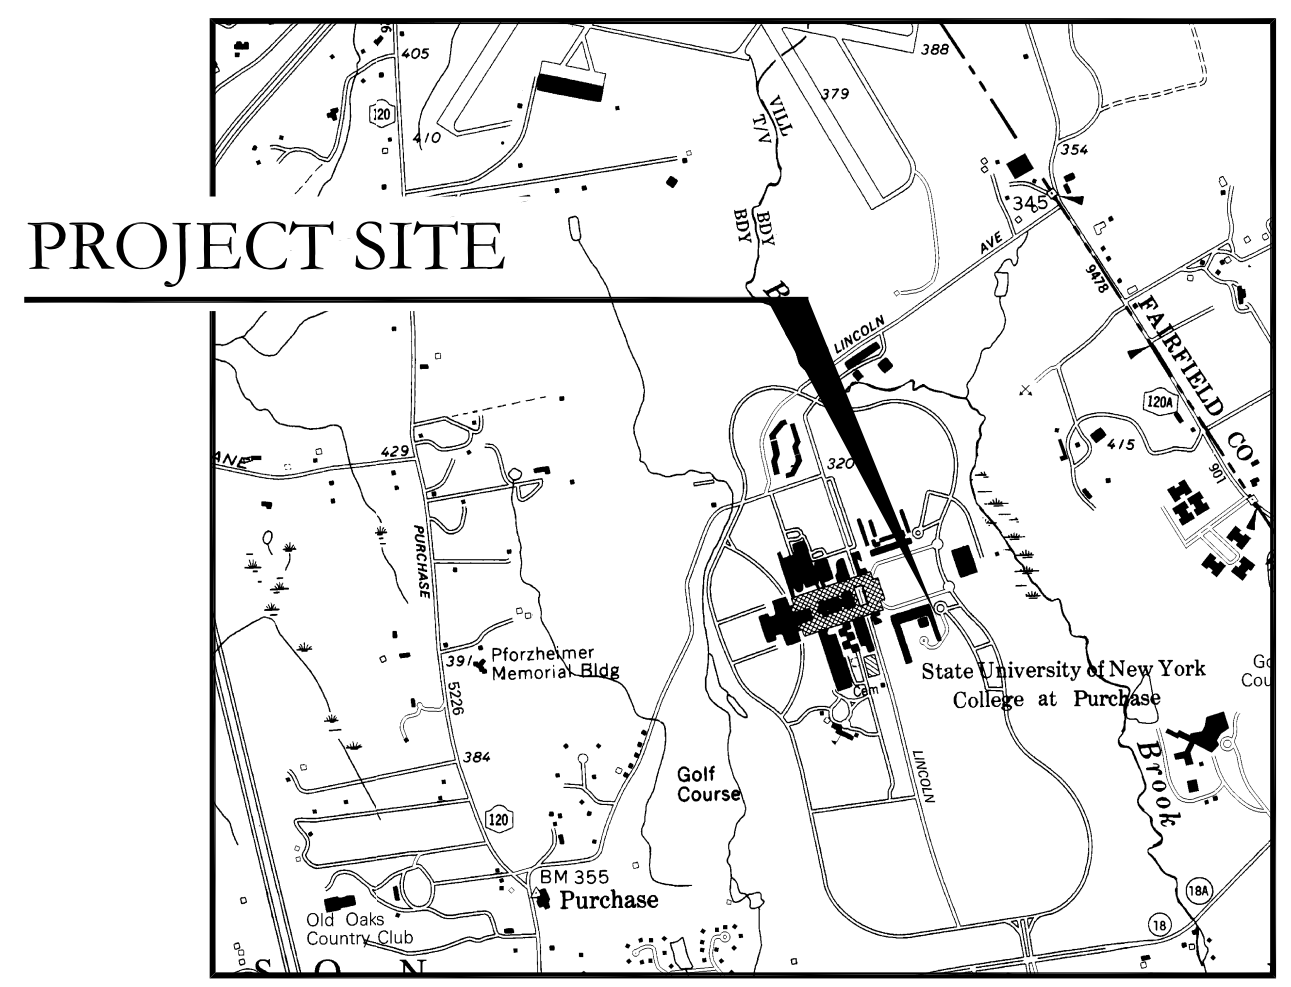 405
388
120
379
410
VILL
T/V
354
345
BDY
BDY
PROJECT SITE
AVE
9478
B
LINCOLN
FAIRFIELD CO.
120A
429
320
415
901
PURCHASE
391
Pforzheimer
Memorial Bldg
State University of New York
College at Purchase
Cem
5226
384
LINCOLN
Golf
Course
Brook
120
BM 355
Purchase
18A
18
Old Oaks
Country Club
S O N